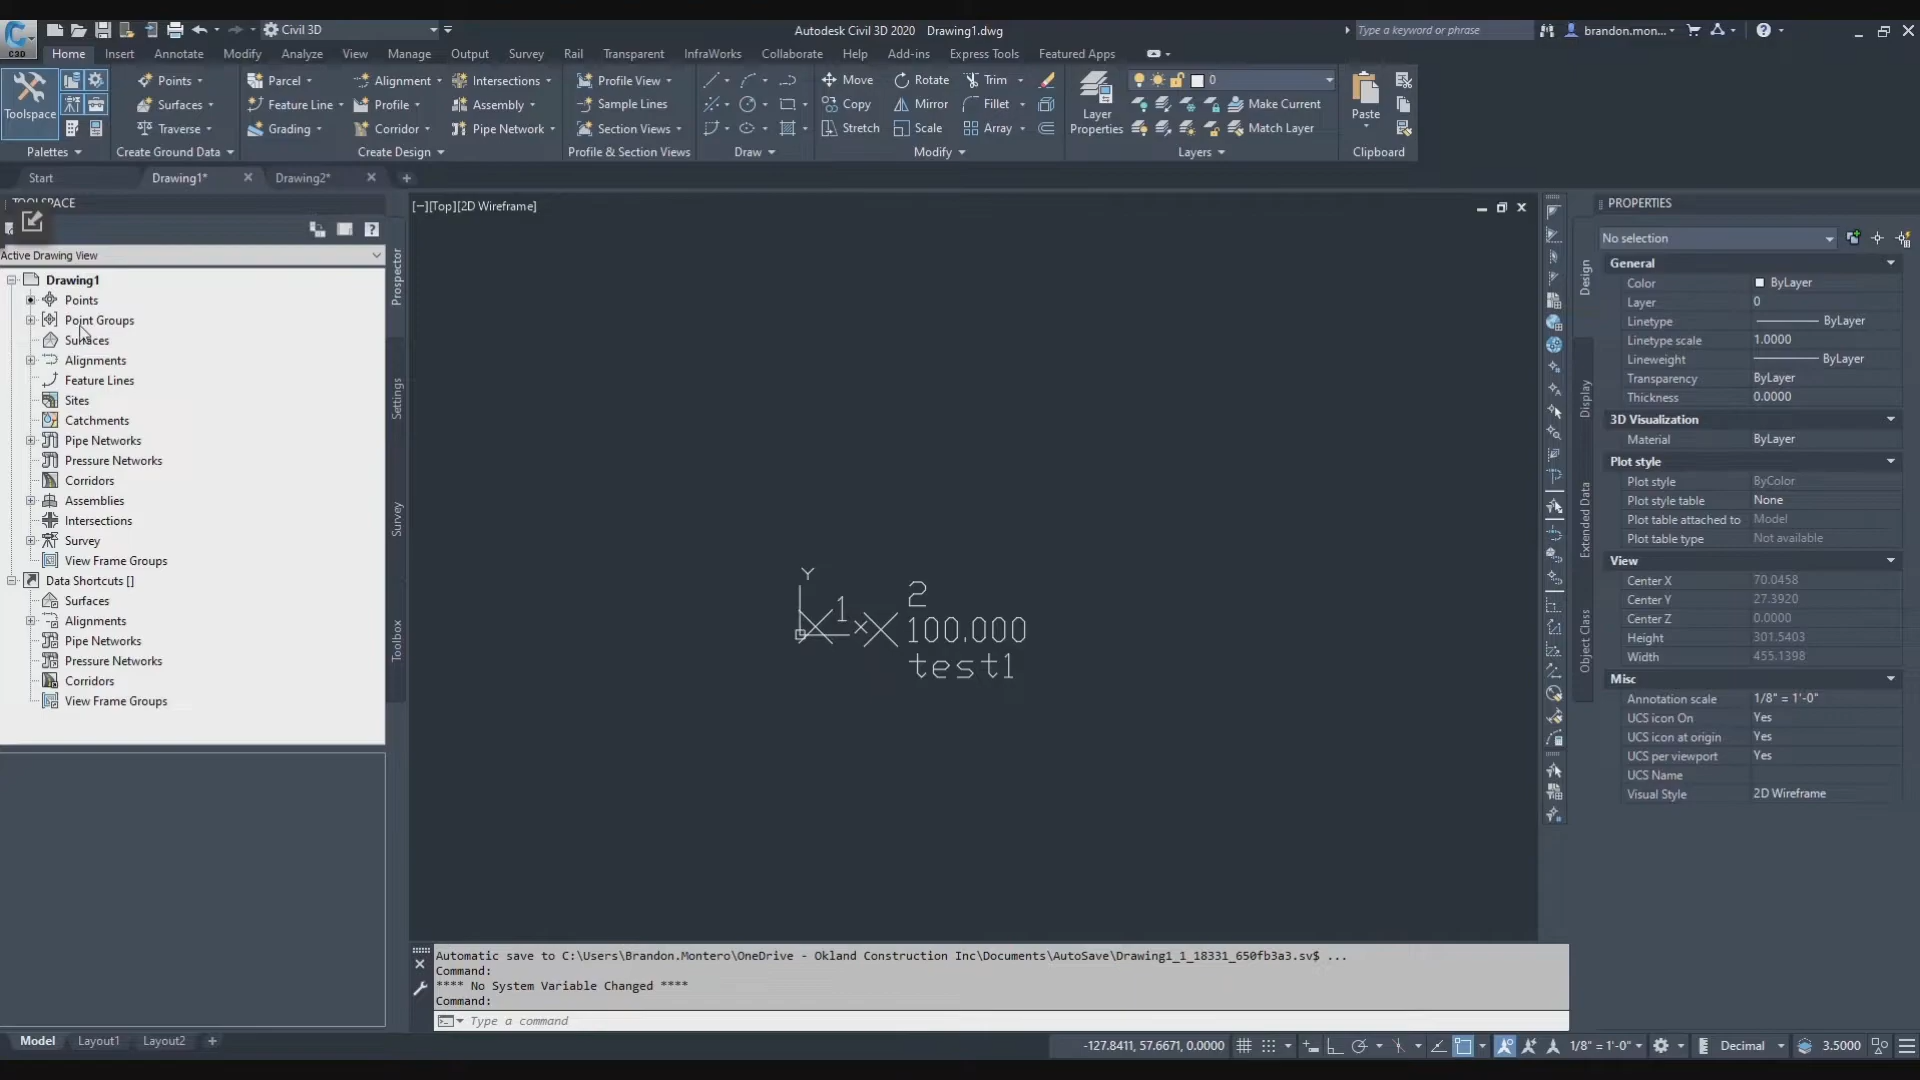 Civil 3D
Autodesk Civil 3D 2020 Drawing1.dwg
Type a keyword or phrase
brandon.mon...
C3D
Home Insert Annotate Modify Analyze View Manage Output Survey Rail Transparent InfraWorks Collaborate Help Add-ins Express Tools Featured Apps
Toolspace
Palettes
Points
Surfaces
Traverse
Create Ground Data
Parcel
Feature Line
Grading
Alignment
Profile
Corridor
Intersections
Assembly
Pipe Network
Create Design
Profile View
Sample Lines
Section Views
Profile & Section Views
Draw
Move
Copy
Stretch
Rotate
Mirror
Scale
Trim
Fillet
Array
Modify
Layer
Properties
0
Make Current
Match Layer
Layers
Paste
Clipboard
Start
Drawing1*
Drawing2*
TOOLSPACE
Active Drawing View
Drawing1
Points
Point Groups
Surfaces
Alignments
Feature Lines
Sites
Catchments
Pipe Networks
Pressure Networks
Corridors
Assemblies
Intersections
Survey
View Frame Groups
Data Shortcuts []
Surfaces
Alignments
Pipe Networks
Pressure Networks
Corridors
View Frame Groups
Prospector
Settings
Survey
Toolbox
[−][Top][2D Wireframe]
Y
X
1
2
100.000
test1
PROPERTIES
No selection
Design
Display
Extended Data
Object Class
General
Color ByLayer
Layer 0
Linetype ByLayer
Linetype scale 1.0000
Lineweight ByLayer
Transparency ByLayer
Thickness 0.0000
3D Visualization
Material ByLayer
Plot style
Plot style ByColor
Plot style table None
Plot table attached to Model
Plot table type Not available
View
Center X 70.0458
Center Y 27.3920
Center Z 0.0000
Height 301.5403
Width 455.1398
Misc
Annotation scale 1/8" = 1'-0"
UCS icon On Yes
UCS icon at origin Yes
UCS per viewport Yes
UCS Name
Visual Style 2D Wireframe
Automatic save to C:\Users\Brandon.Montero\OneDrive - Okland Construction Inc\Documents\AutoSave\Drawing1_1_18331_650fb3a3.sv$ ...
Command:
**** No System Variable Changed ****
Command:
Type a command
Model Layout1 Layout2
-127.8411, 57.6671, 0.0000
1/8" = 1'-0"
Decimal
3.5000